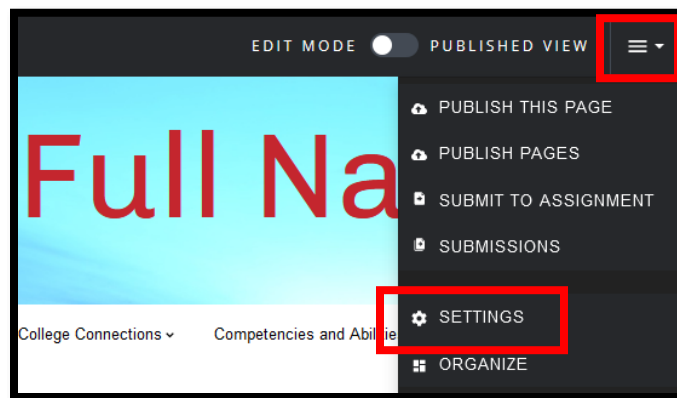 EDIT MODE PUBLISHED VIEW
PUBLISH THIS PAGE
PUBLISH PAGES
Full Na
SUBMIT TO ASSIGNMENT
SUBMISSIONS
SETTINGS
College Connections Competencies and Abilitie
ORGANIZE